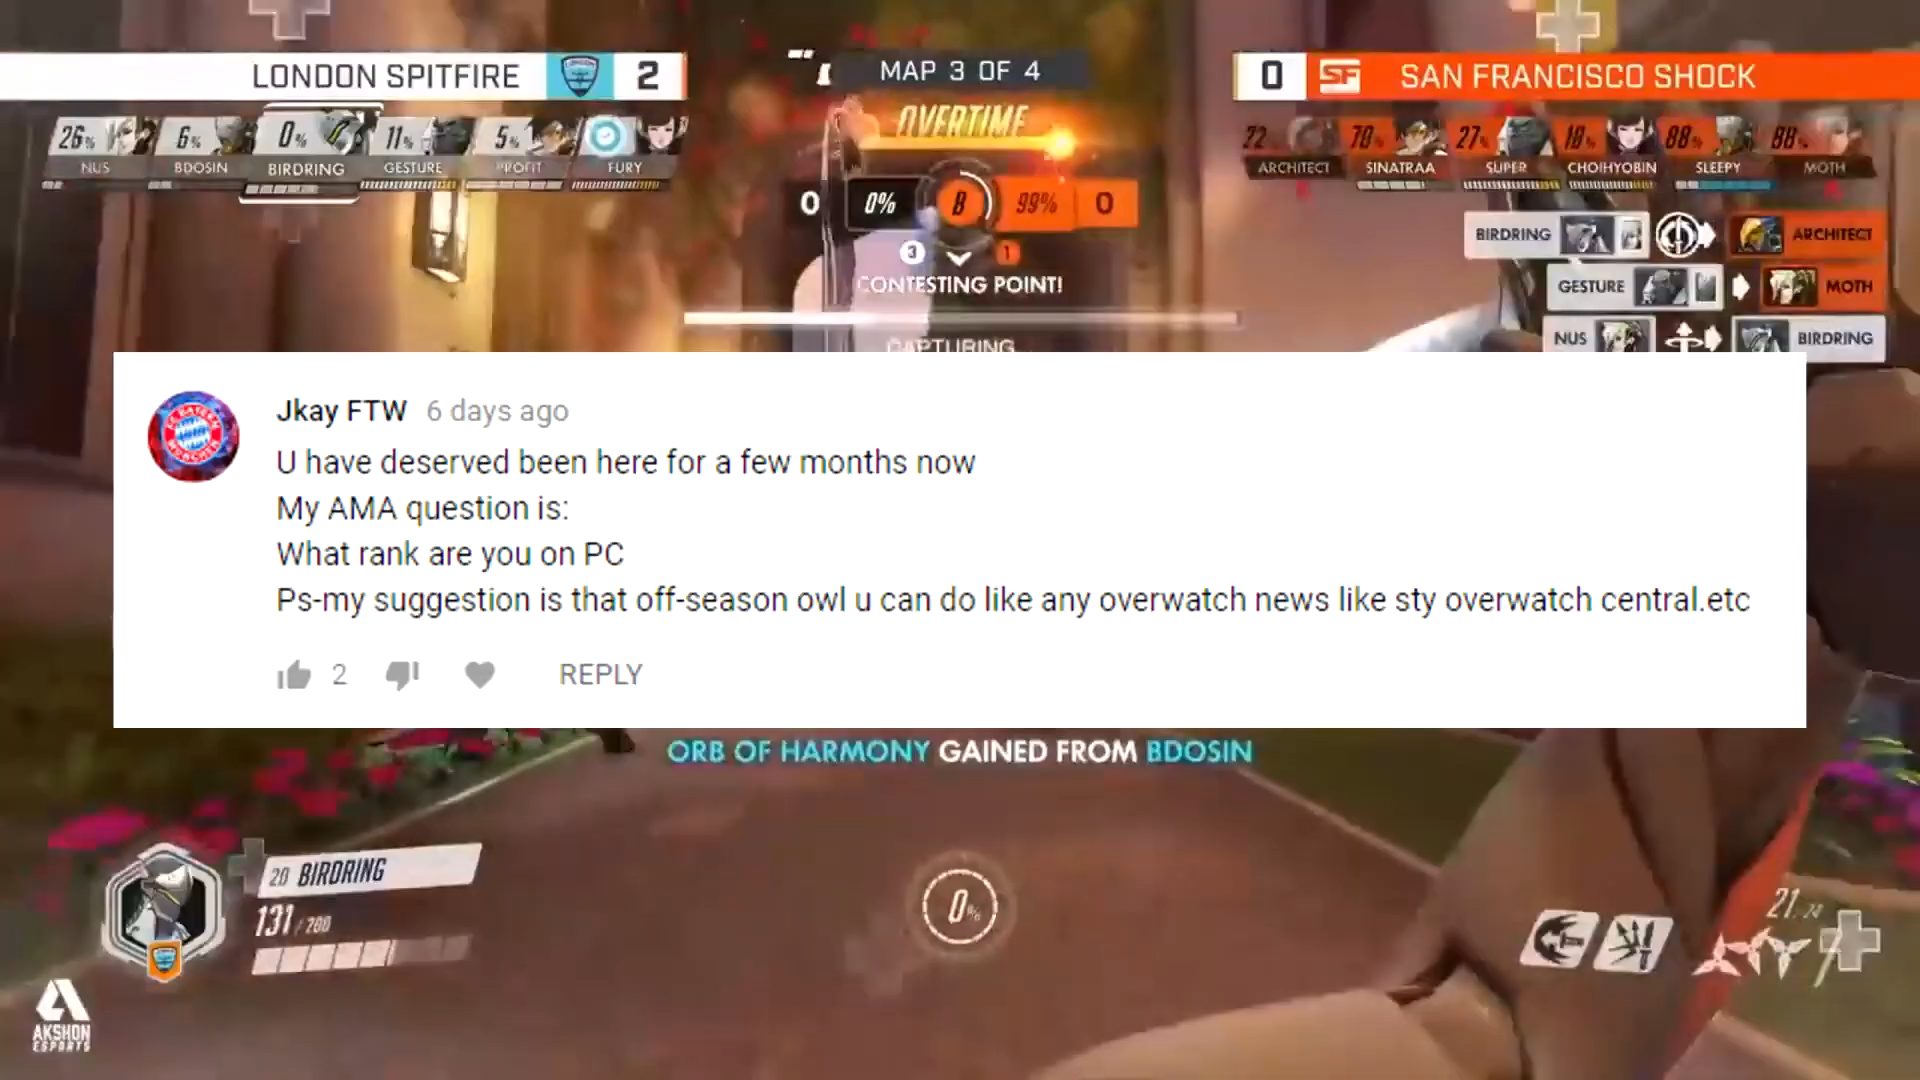 LONDON SPITFIRE 2
MAP 3 OF 4
0 SF SAN FRANCISCO SHOCK
OVERTIME
26% 6% 0% 11% 5%
NUS BDOSIN BIRDRING GESTURE PROFIT FURY
70% 27% 88%
ARCHITECT SINATRAA SUPER CHOIHYOBIN SLEEPY MOTH
0 0% B 99% 0
3 1
CONTESTING POINT!
CAPTURING...
BIRDRING ARCHITECT
GESTURE MOTH
NUS BIRDRING
Jkay FTW 6 days ago
U have deserved been here for a few months now
My AMA question is:
What rank are you on PC
Ps-my suggestion is that off-season owl u can do like any overwatch news like sty overwatch central.etc
2 REPLY
ORB OF HARMONY GAINED FROM BDOSIN
20 BIRDRING
131 / 200
0%
AKSHON
ESPORTS